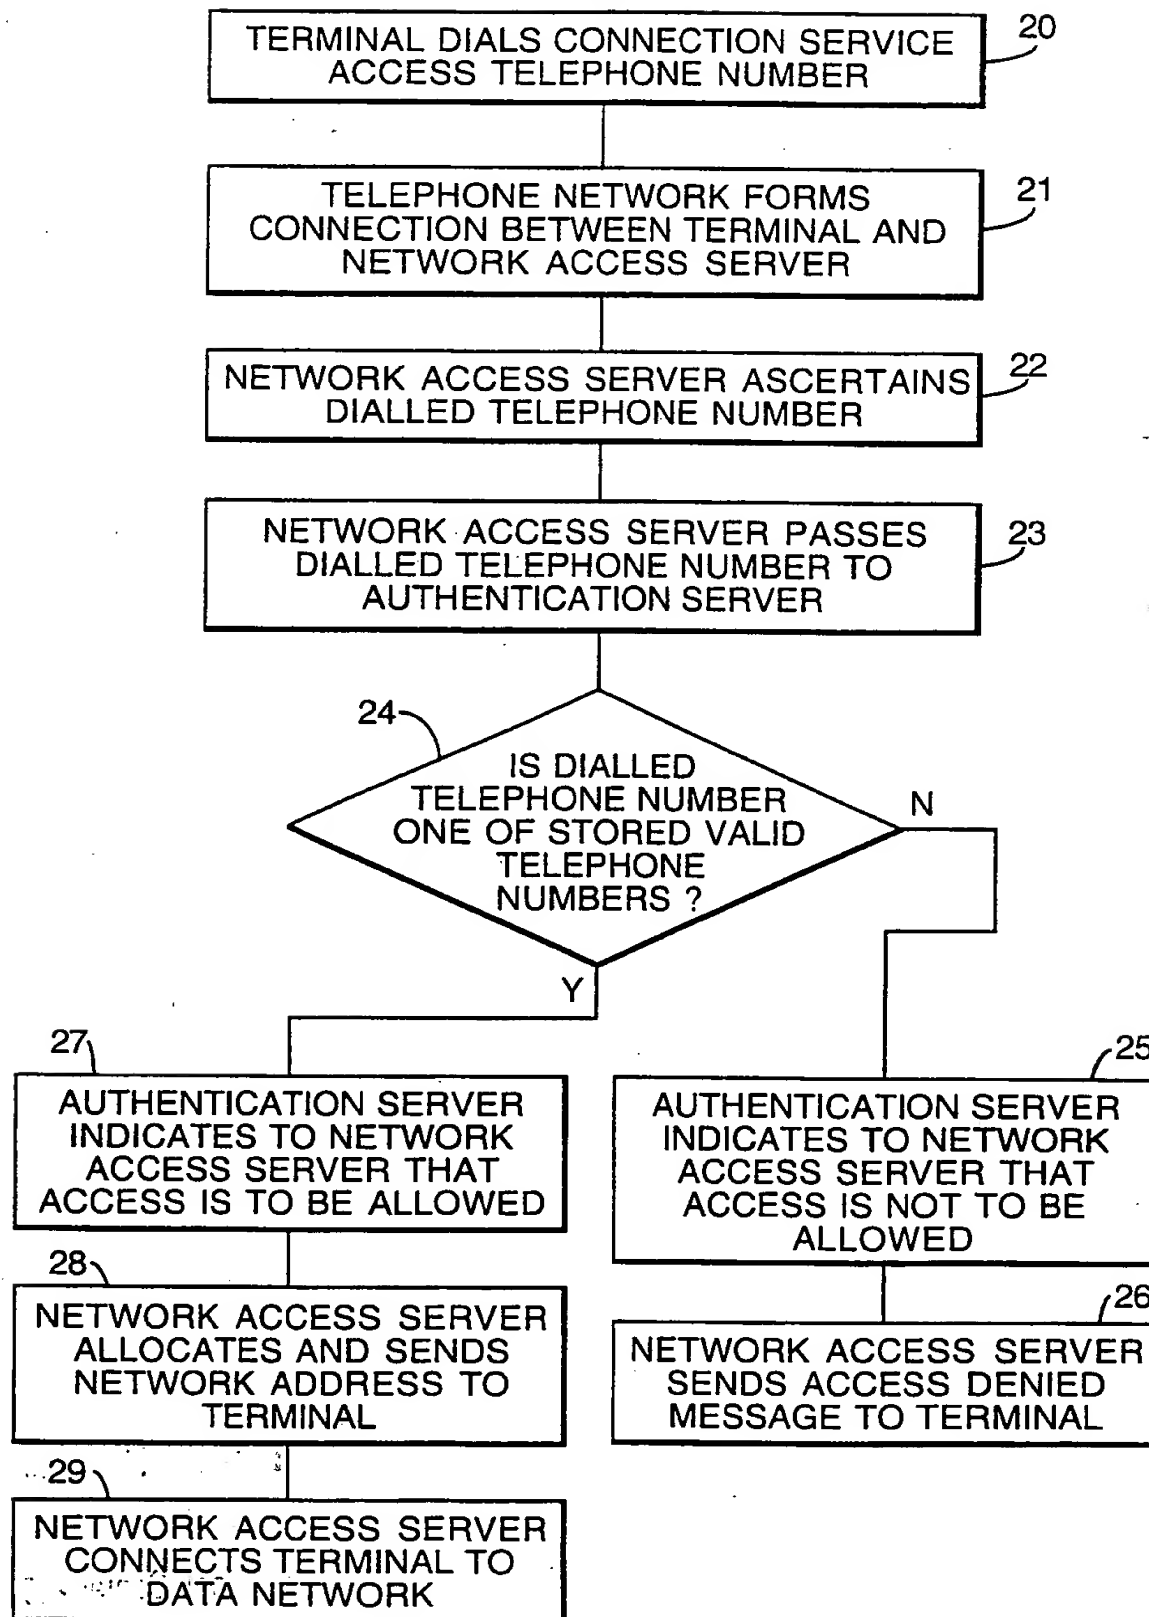 TERMINAL DIALS CONNECTION SERVICE
ACCESS TELEPHONE NUMBER
20
TELEPHONE NETWORK FORMS
CONNECTION BETWEEN TERMINAL AND
NETWORK ACCESS SERVER
21
NETWORK ACCESS SERVER ASCERTAINS
DIALLED TELEPHONE NUMBER
22
NETWORK ACCESS SERVER PASSES
DIALLED TELEPHONE NUMBER TO
AUTHENTICATION SERVER
23
24
IS DIALLED
TELEPHONE NUMBER
ONE OF STORED VALID
TELEPHONE
NUMBERS ?
N
Y
27
AUTHENTICATION SERVER
INDICATES TO NETWORK
ACCESS SERVER THAT
ACCESS IS TO BE ALLOWED
25
AUTHENTICATION SERVER
INDICATES TO NETWORK
ACCESS SERVER THAT
ACCESS IS NOT TO BE
ALLOWED
28
NETWORK ACCESS SERVER
ALLOCATES AND SENDS
NETWORK ADDRESS TO
TERMINAL
26
NETWORK ACCESS SERVER
SENDS ACCESS DENIED
MESSAGE TO TERMINAL
29
NETWORK ACCESS SERVER
CONNECTS TERMINAL TO
DATA NETWORK